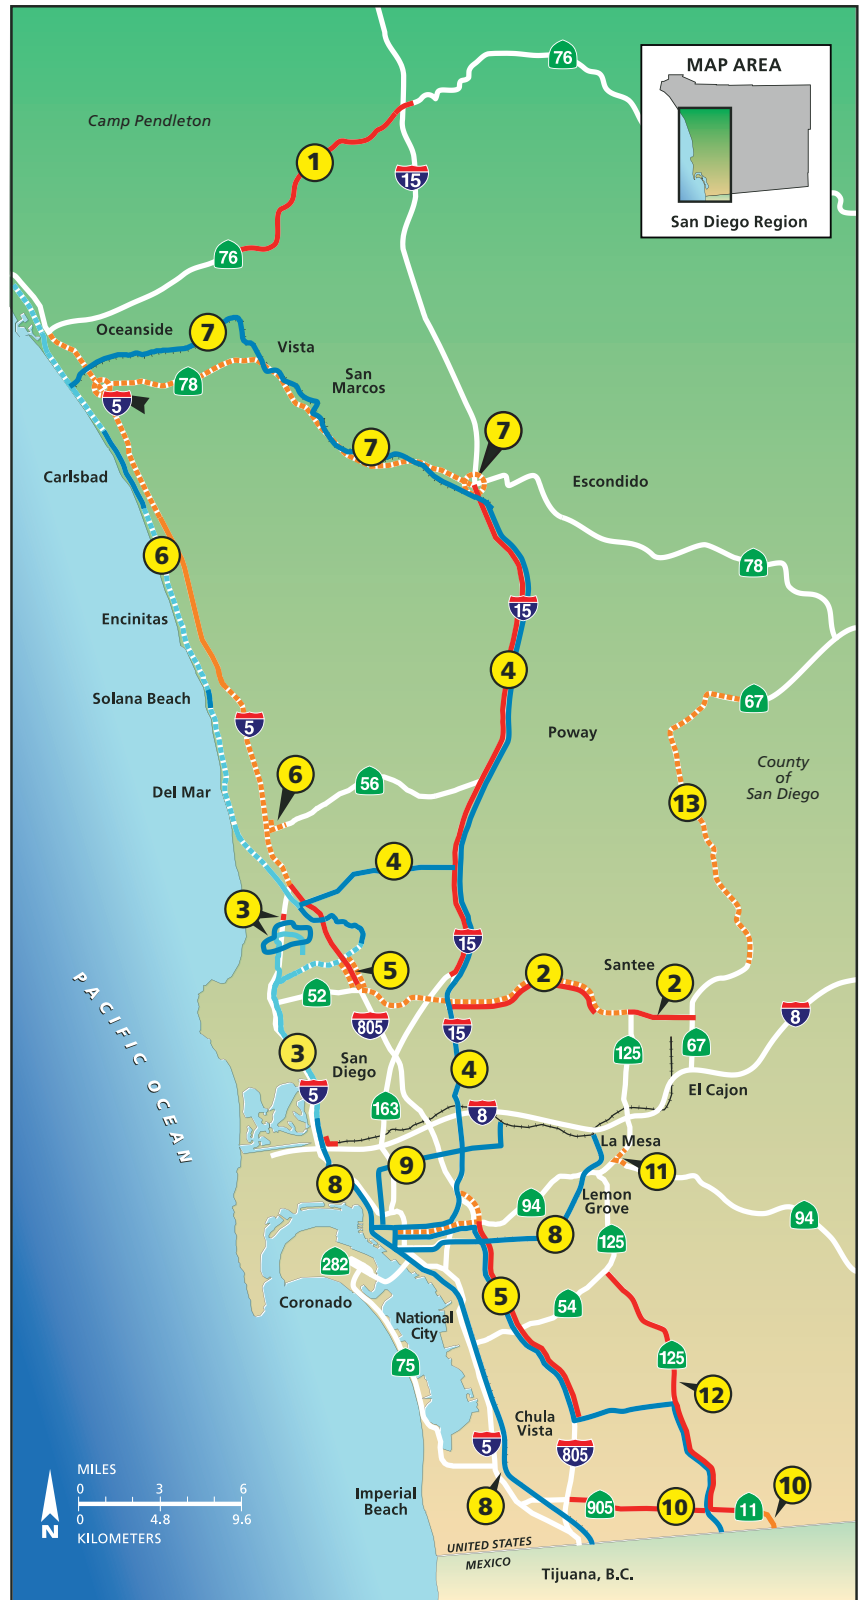 76
MAP AREA
San Diego Region
Camp Pendleton
1
15
76
Oceanside
7
Vista
San
Marcos
78
5
7
7
Carlsbad
Escondido
6
78
15
Encinitas
4
Solana Beach
67
5
Poway
County
of
San Diego
6
56
Del Mar
13
4
3
15
5
2
Santee
2
52
805
15
8
PACIFIC OCEAN
3
San
Diego
4
125
67
5
163
8
El Cajon
La Mesa
9
11
8
Lemon
Grove
94
94
8
125
282
5
Coronado
54
National
City
75
125
12
Chula
Vista
5
805
MILES
0 3 6
0 4.8 9.6
KILOMETERS
N
Imperial
Beach
8
905
10
11
10
UNITED STATES
MEXICO
Tijuana, B.C.